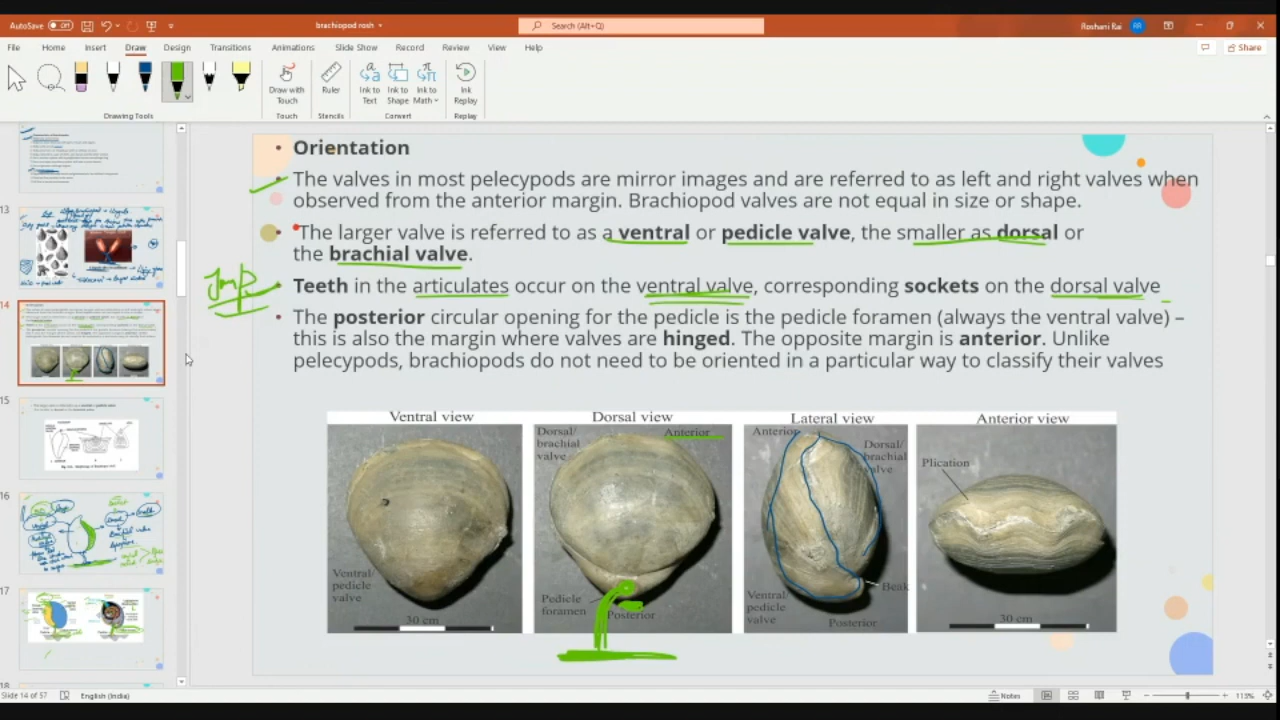 AutoSave Off
brachiopod rosh
Search (Alt+Q)
Roshani Rai RR
File Home Insert Draw Design Transitions Animations Slide Show Record Review View Help
Share
Draw with Touch
Ruler
Ink to Text
Ink to Shape
Ink to Math
Ink Replay
Drawing Tools
Stencils
Convert
Replay
13
14
15
16
17
• Orientation
• The valves in most pelecypods are mirror images and are referred to as left and right valves when
observed from the anterior margin. Brachiopod valves are not equal in size or shape.
• The larger valve is referred to as a ventral or pedicle valve, the smaller as dorsal or
the brachial valve.
Imp
• Teeth in the articulates occur on the ventral valve, corresponding sockets on the dorsal valve
• The posterior circular opening for the pedicle is the pedicle foramen (always the ventral valve) –
this is also the margin where valves are hinged. The opposite margin is anterior. Unlike
pelecypods, brachiopods do not need to be oriented in a particular way to classify their valves
Ventral view
Ventral/
pedicle
valve
30 cm
Dorsal view
Dorsal/
brachial
valve
Anterior
Pedicle
foramen
Posterior
Lateral view
Anterior
Dorsal/
brachial
valve
Ventral/
pedicle
valve
Beak
Posterior
Anterior view
Plication
30 cm
Slide 14 of 57
English (India)
Notes
113%